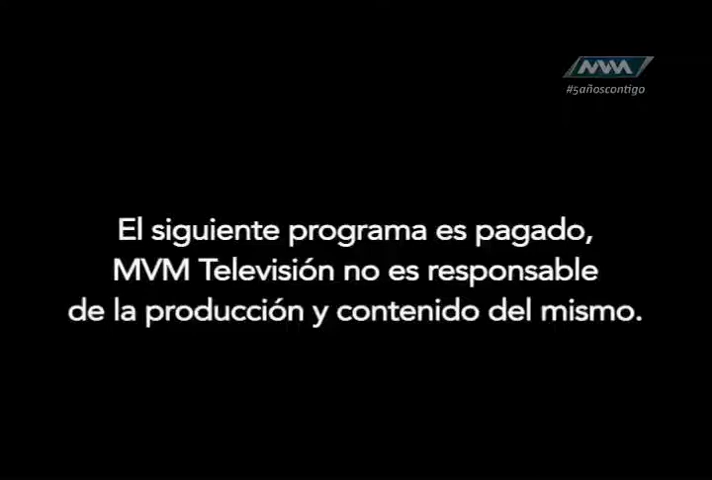 MVM
#5añoscontigo
El siguiente programa es pagado,
MVM Televisión no es responsable
de la producción y contenido del mismo.